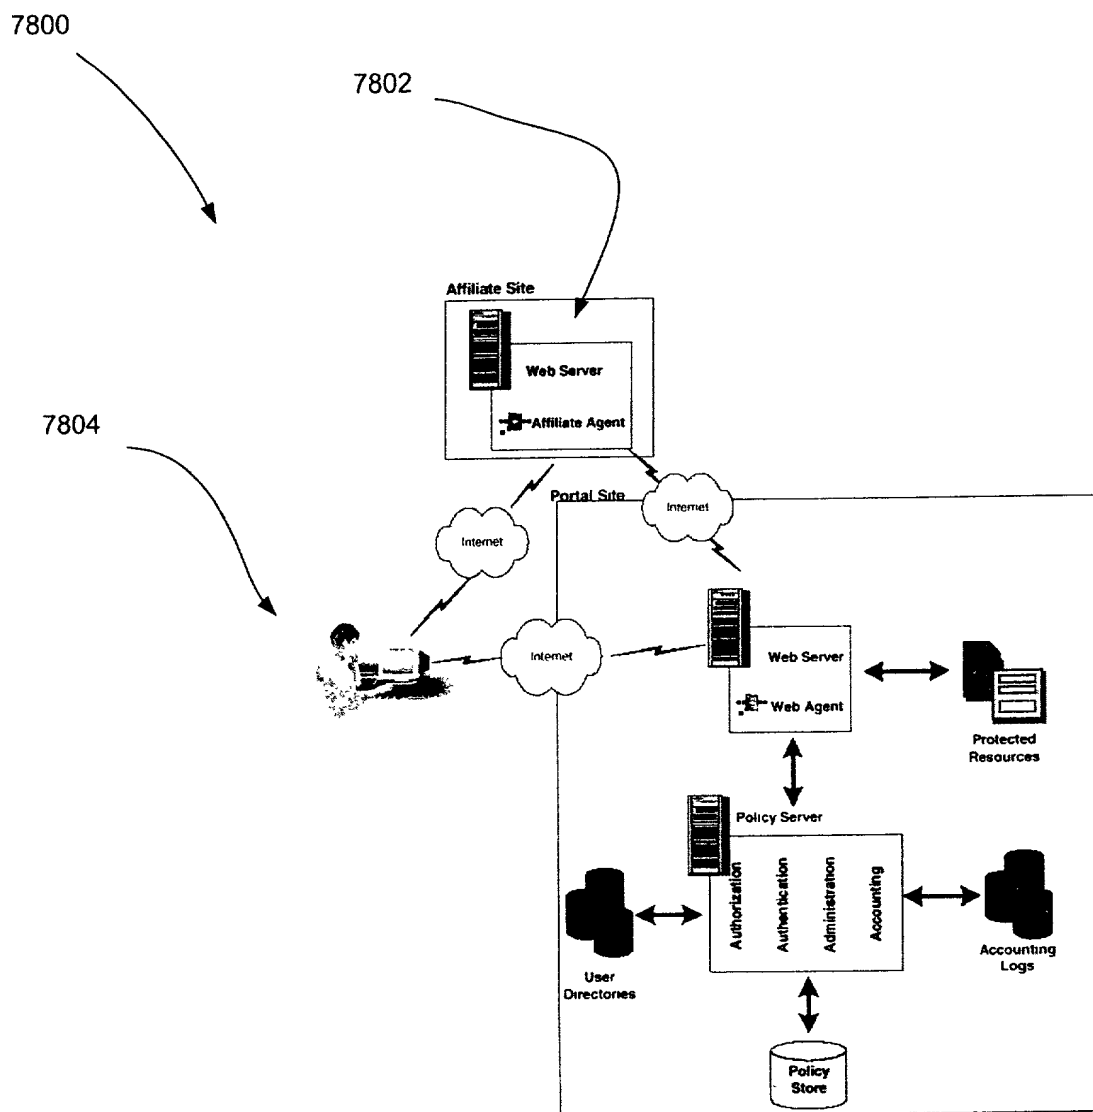 7800
7802
Affiliate Site
Web Server
Affiliate Agent
7804
Portal Site
Internet
Internet
Internet
Web Server
Web Agent
Protected
Resources
Policy Server
Authorization
Authentication
Administration
Accounting
User
Directories
Accounting
Logs
Policy
Store